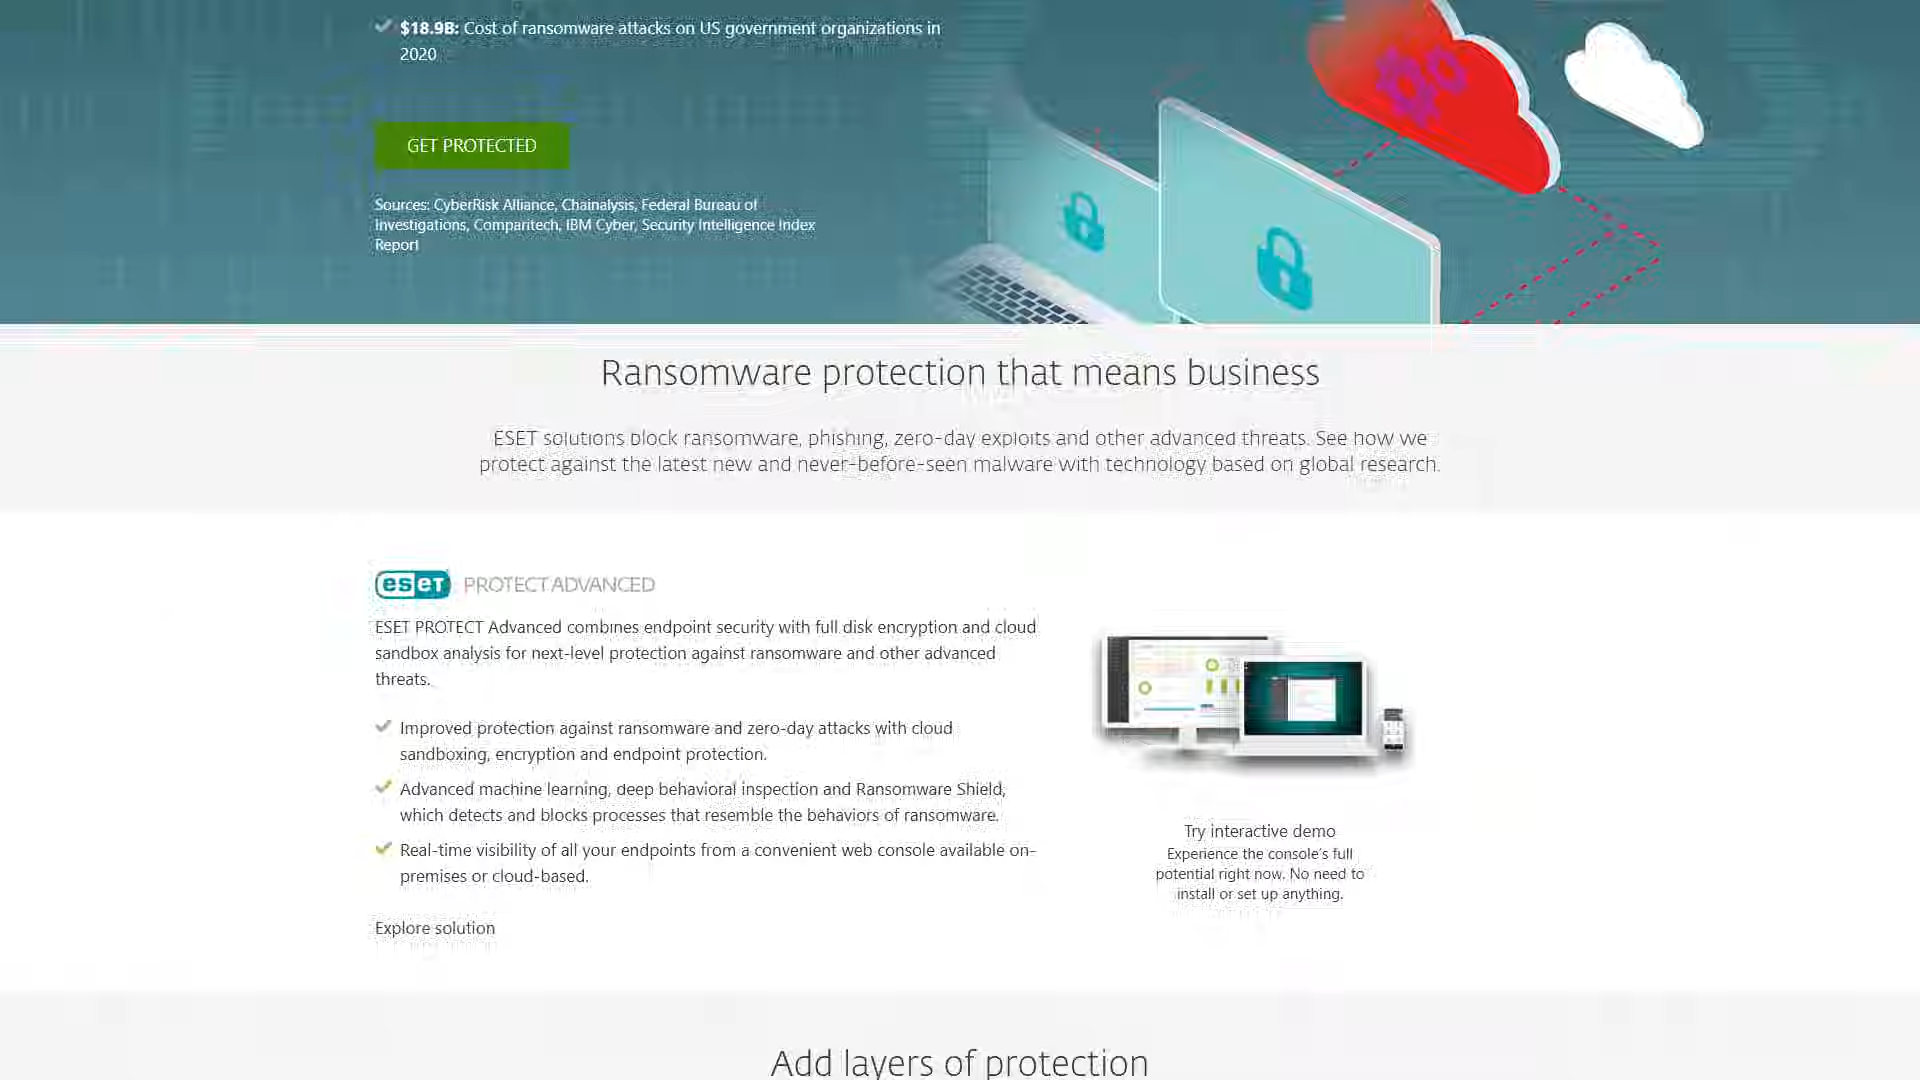 $18.9B: Cost of ransomware attacks on US government organizations in
2020
GET PROTECTED
Sources: CyberRisk Alliance, Chainalysis, Federal Bureau of
Investigations, Comparitech, IBM Cyber, Security Intelligence Index
Report
Ransomware protection that means business
ESET solutions block ransomware, phishing, zero-day exploits and other advanced threats. See how we
protect against the latest new and never-before-seen malware with technology based on global research.
eset PROTECT ADVANCED
ESET PROTECT Advanced combines endpoint security with full disk encryption and cloud
sandbox analysis for next-level protection against ransomware and other advanced
threats.
Improved protection against ransomware and zero-day attacks with cloud
sandboxing, encryption and endpoint protection.
Advanced machine learning, deep behavioral inspection and Ransomware Shield,
which detects and blocks processes that resemble the behaviors of ransomware.
Real-time visibility of all your endpoints from a convenient web console available on-
premises or cloud-based.
Explore solution
Try interactive demo
Experience the console's full
potential right now. No need to
install or set up anything.
Add layers of protection